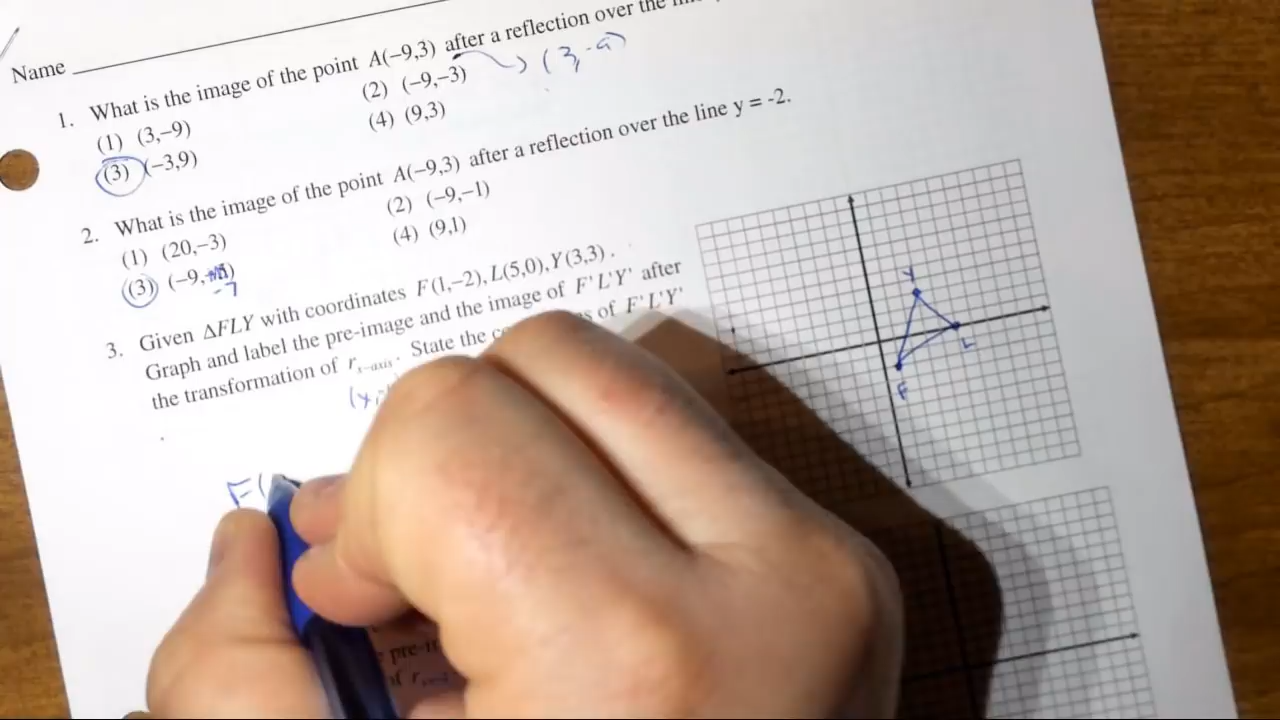 Name
1. What is the image of the point A(−9,3) after a reflection over the
(3,-9)
(1) (3,−9) (2) (−9,−3)
(3) (−3,9) (4) (9,3)
2. What is the image of the point A(−9,3) after a reflection over the line y = -2.
(1) (20,−3) (2) (−9,−1)
(3) (−9, (4) (9,1)
-7
3. Given ΔFLY with coordinates F(1,−2), L(5,0), Y(3,3).
Graph and label the pre-image and the image of F'L'Y' after
the transformation of rx−axis. State the of F'L'Y'
(x,
F(
Y
L
F